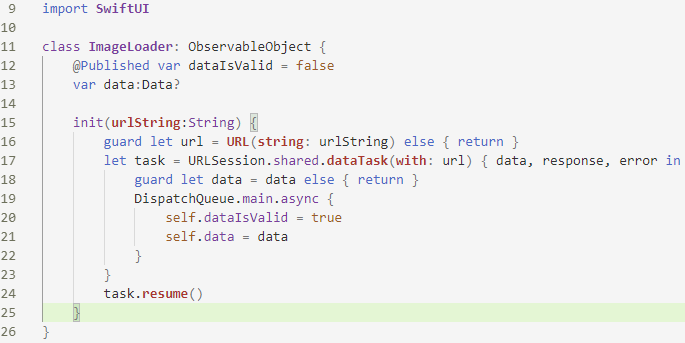 9 import SwiftUI
10
11 class ImageLoader: ObservableObject {
12 @Published var dataIsValid = false
13 var data:Data?
14
15 init(urlString:String) {
16 guard let url = URL(string: urlString) else { return }
17 let task = URLSession.shared.dataTask(with: url) { data, response, error in
18 guard let data = data else { return }
19 DispatchQueue.main.async {
20 self.dataIsValid = true
21 self.data = data
22 }
23 }
24 task.resume()
25 }
26 }